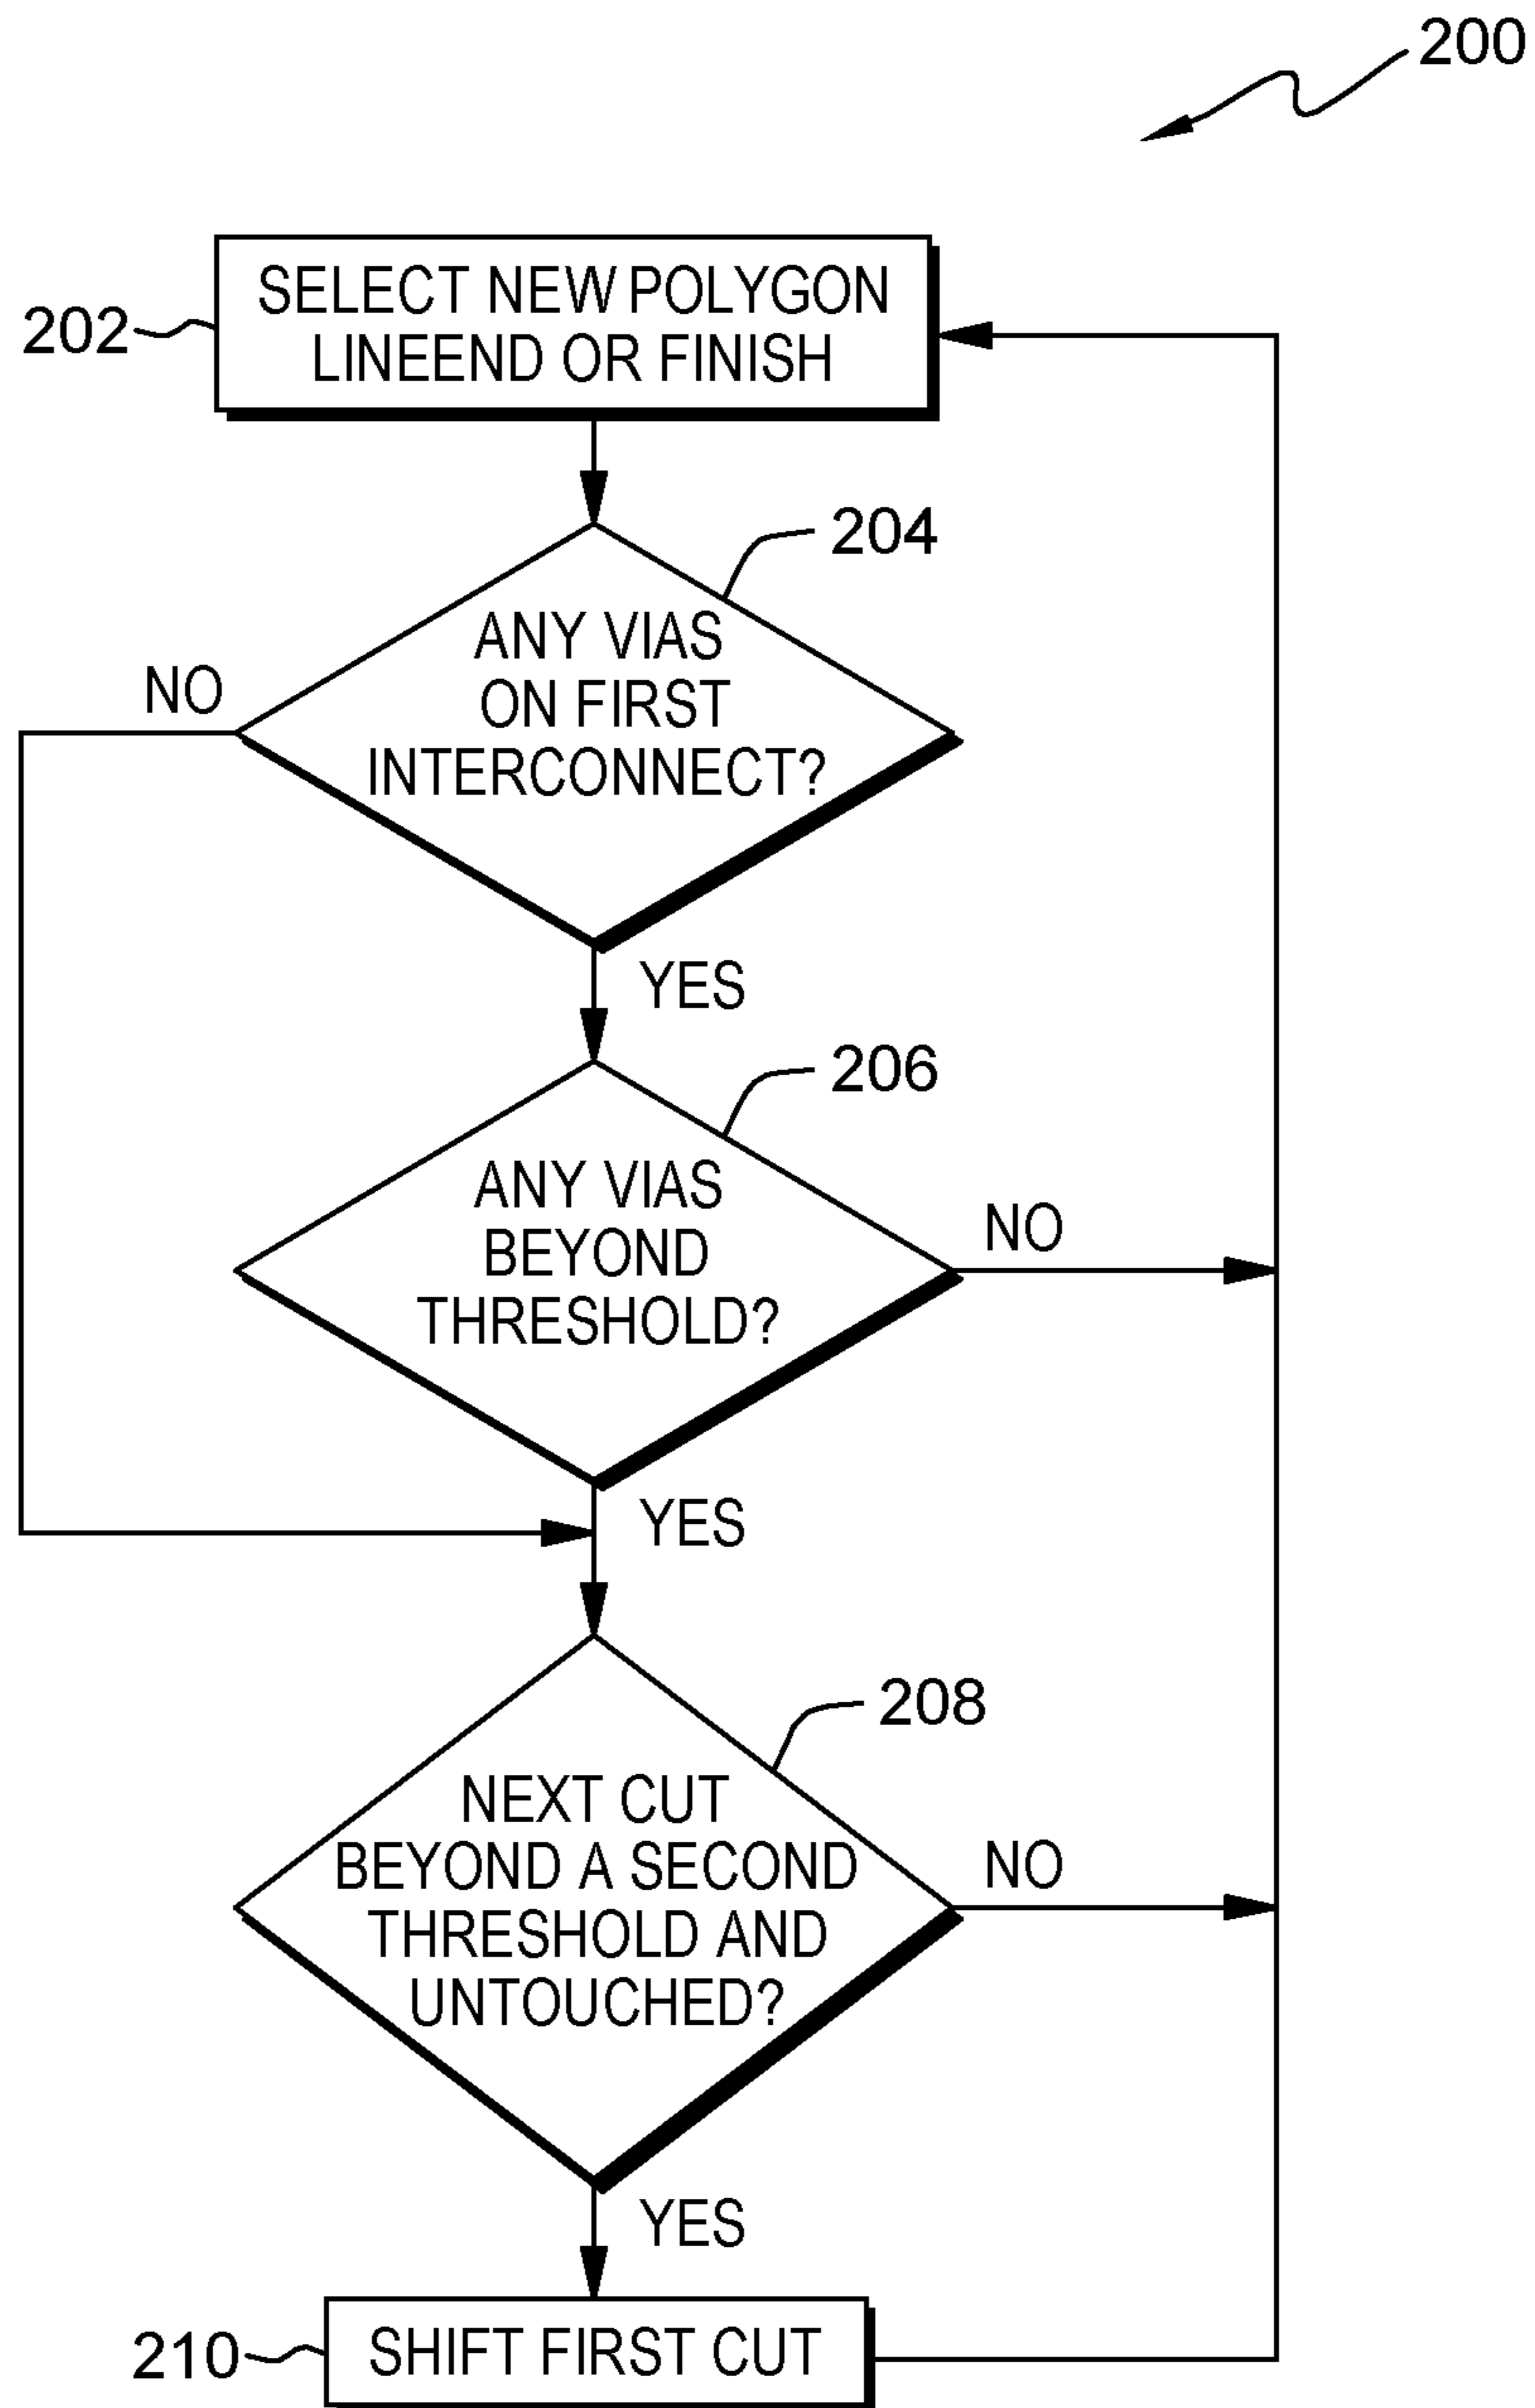 200
SELECT NEW POLYGON
LINEEND OR FINISH
202
204
ANY VIAS
ON FIRST
INTERCONNECT?
NO
YES
206
ANY VIAS
BEYOND
THRESHOLD?
NO
YES
208
NEXT CUT
BEYOND A SECOND
THRESHOLD AND
UNTOUCHED?
NO
YES
210
SHIFT FIRST CUT